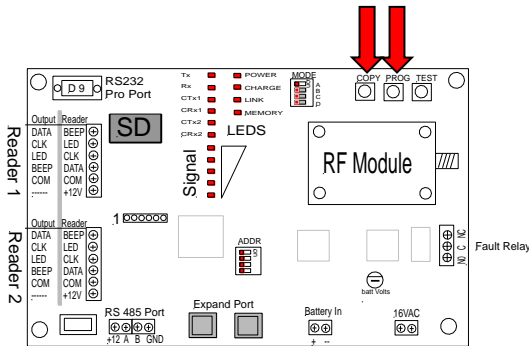 COPY PROG TEST
MODE
A
B
C
D
D 9
RS232
Pro Port
Tx
Rx
CTx1
CRx1
CTx2
CRx2
POWER
CHARGE
LINK
MEMORY
LEDS
Signal
SD
RF Module
Reader 1
Output Reader
DATA BEEP
CLK LED
LED CLK
BEEP DATA
COM COM
------ +12V
1
Reader 2
Output Reader
DATA BEEP
CLK LED
LED CLK
BEEP DATA
COM COM
------ +12V
ADDR
NO C NC
Fault Relay
batt Volts
RS 485 Port
+12 A B GND
Expand Port
Battery In
+ --
16VAC